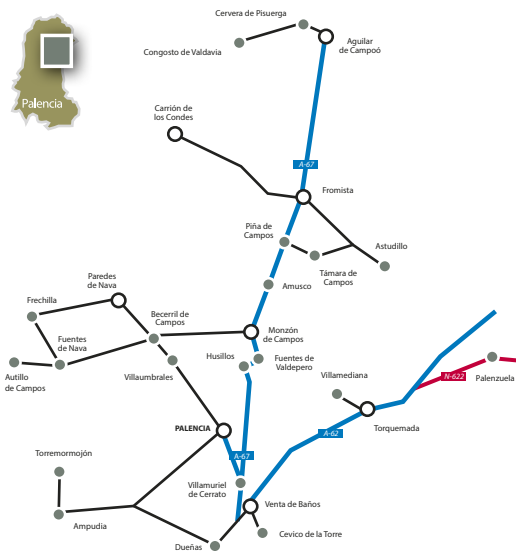 Cervera de Pisuerga
Aguilar
de Campoó
Congosto de Valdavia
Palencia
Carrión de
los Condes
A-67
Fromista
Piña de
Campos
Astudillo
Támara de
Campos
Amusco
Paredes
de Nava
Frechilla
Becerril de
Campos
Monzón
de Campos
Fuentes
de Nava
Husillos
Fuentes de
Valdepero
Autillo
de Campos
Villaumbrales
Villamediana
N-622
Palenzuela
PALENCIA
Torquemada
A-62
Torremormojón
A-67
Villamuriel
de Cerrato
Venta de Baños
Ampudia
Cevico de la Torre
Dueñas